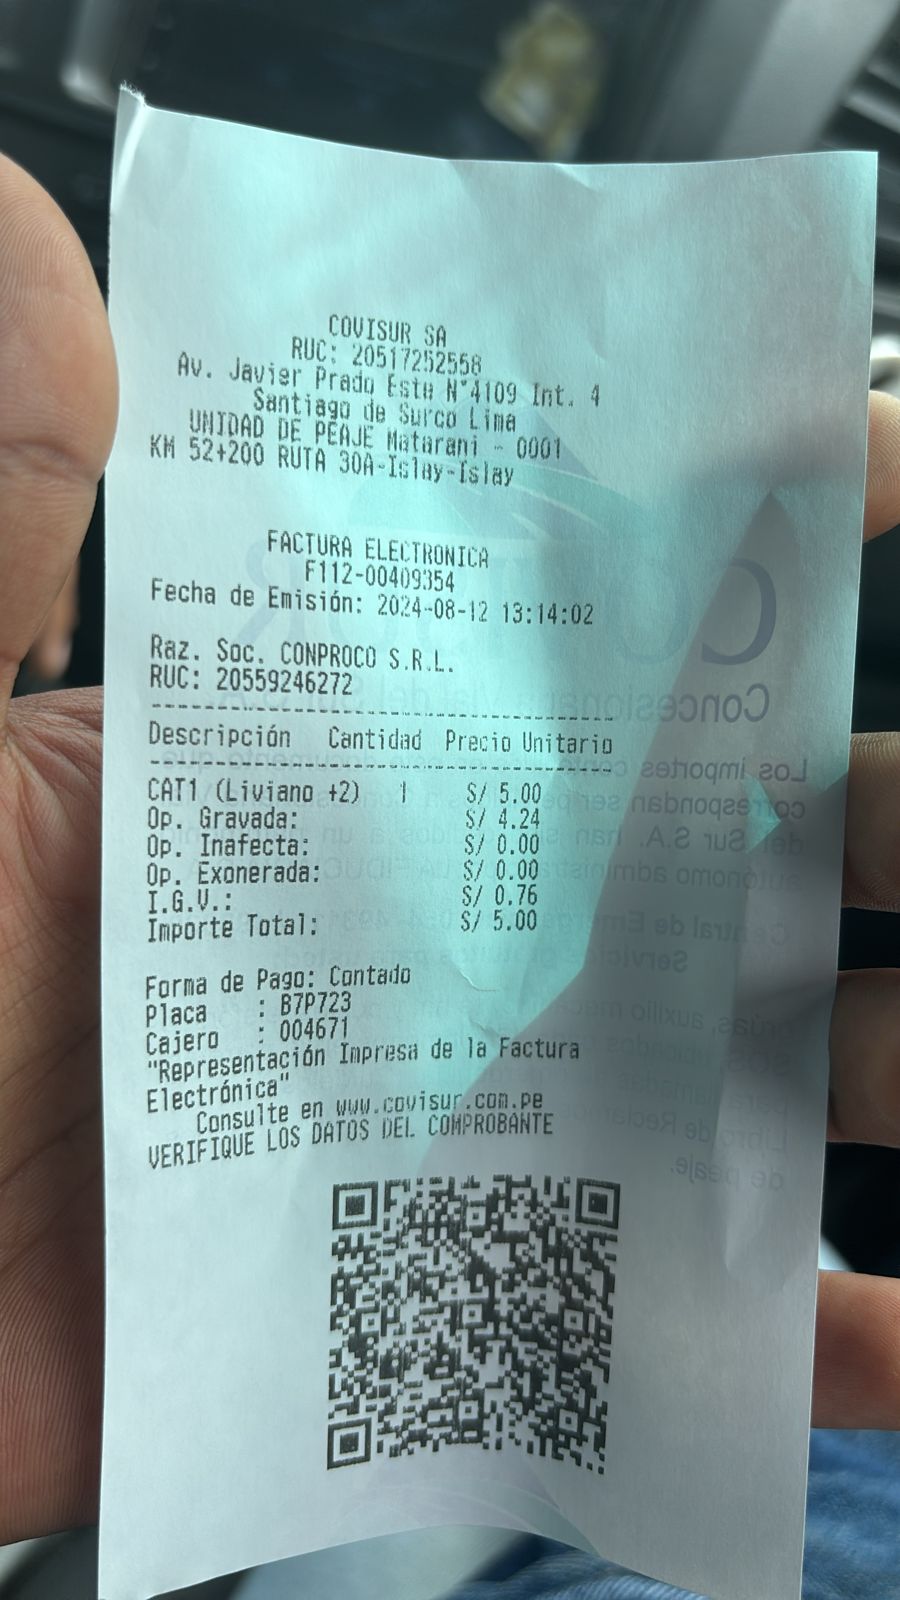 COVISUR SA
RUC: 20517252558
Av. Javier Prado Este N°4109 Int. 4
Santiago de Surco Lima
UNIDAD DE PEAJE Matarani - 0001
KM 52+200 RUTA 30A-Islay-Islay
FACTURA ELECTRONICA
F112-00409354
Fecha de Emisión: 2024-08-12 13:14:02
Raz. Soc. CONPROCO S.R.L.
RUC: 20559246272
Descripción Cantidad Precio Unitario
CAT1 (Liviano +2) 1 S/ 5.00
Op. Gravada: S/ 4.24
Op. Inafecta: S/ 0.00
Op. Exonerada: S/ 0.00
I.G.V.: S/ 0.76
Importe Total: S/ 5.00
Forma de Pago: Contado
Placa : B7P723
Cajero : 004671
"Representación Impresa de la Factura
Electrónica"
Consulte en www.covisur.com.pe
VERIFIQUE LOS DATOS DEL COMPROBANTE